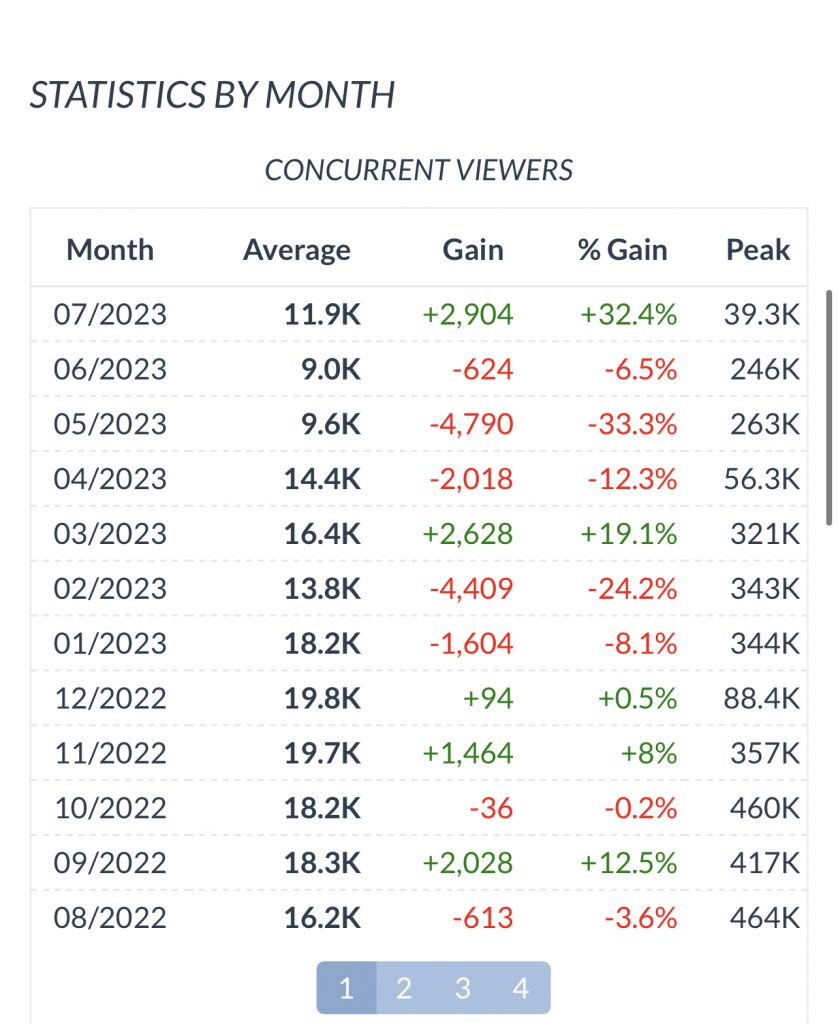 STATISTICS BY MONTH
CONCURRENT VIEWERS
Month Average Gain % Gain Peak
07/2023 11.9K +2,904 +32.4% 39.3K
06/2023 9.0K -624 -6.5% 246K
05/2023 9.6K -4,790 -33.3% 263K
04/2023 14.4K -2,018 -12.3% 56.3K
03/2023 16.4K +2,628 +19.1% 321K
02/2023 13.8K -4,409 -24.2% 343K
01/2023 18.2K -1,604 -8.1% 344K
12/2022 19.8K +94 +0.5% 88.4K
11/2022 19.7K +1,464 +8% 357K
10/2022 18.2K -36 -0.2% 460K
09/2022 18.3K +2,028 +12.5% 417K
08/2022 16.2K -613 -3.6% 464K
1 2 3 4